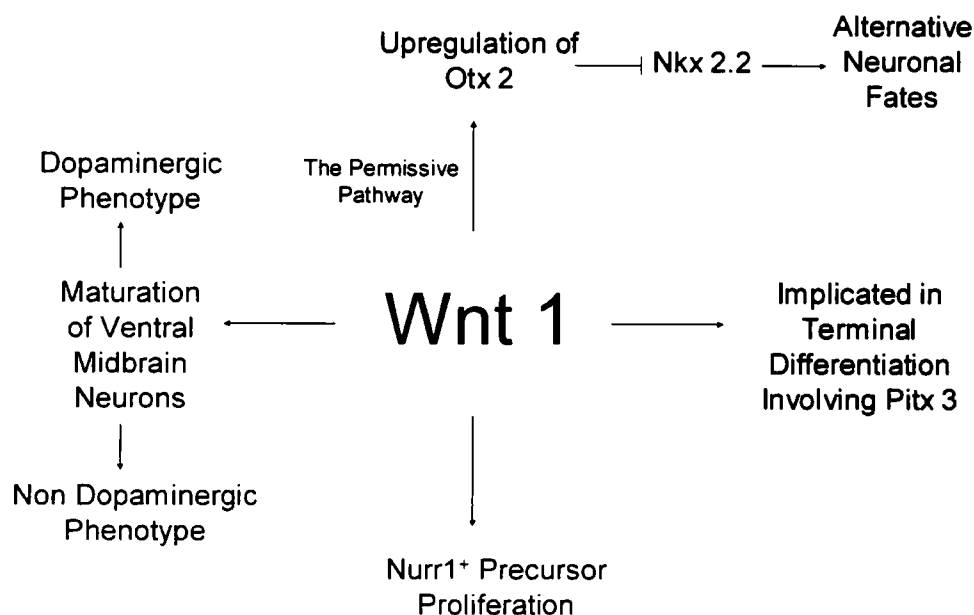 Upregulation of
Otx 2
Nkx 2.2
Alternative
Neuronal
Fates
The Permissive
Pathway
Dopaminergic
Phenotype
Maturation
of Ventral
Midbrain
Neurons
Wnt 1
Implicated in
Terminal
Differentiation
Involving Pitx 3
Non Dopaminergic
Phenotype
Nurr1⁺ Precursor
Proliferation